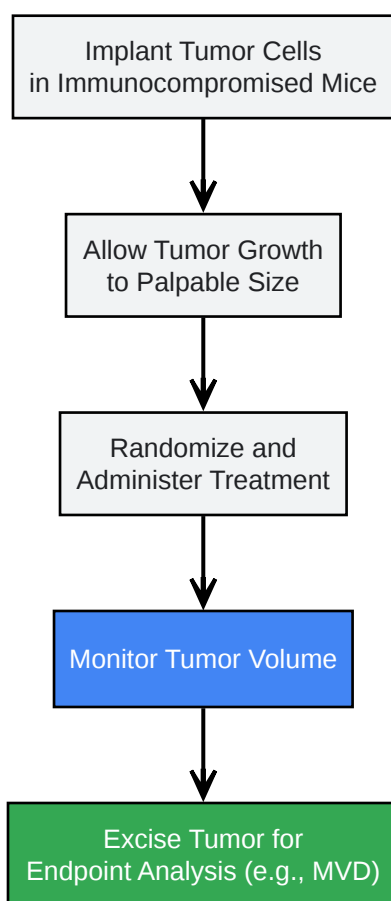 Implant Tumor Cells
in Immunocompromised Mice
Allow Tumor Growth
to Palpable Size
Randomize and
Administer Treatment
Monitor Tumor Volume
Excise Tumor for
Endpoint Analysis (e.g., MVD)